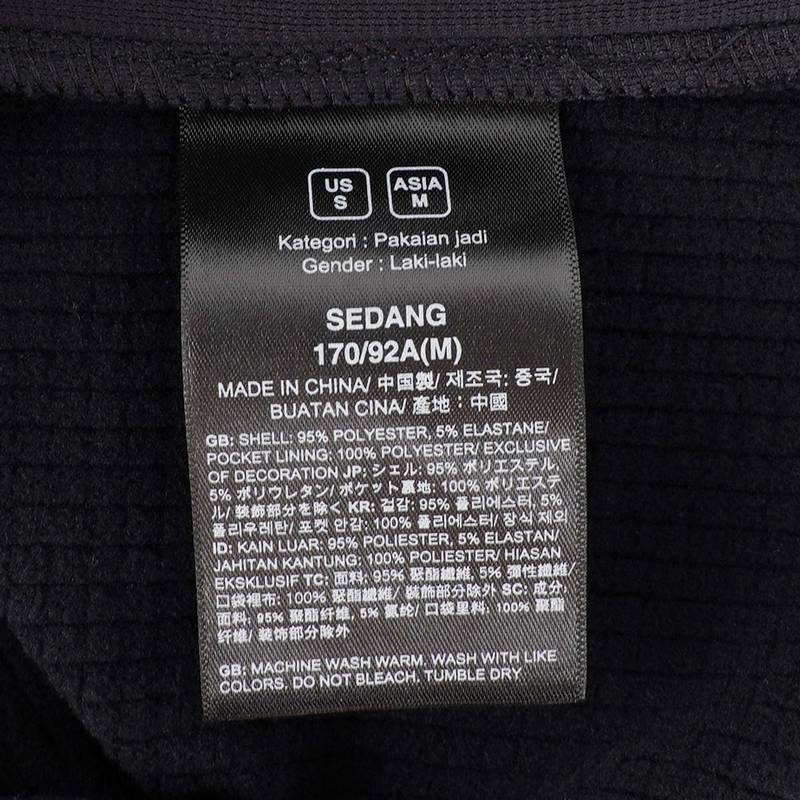 US
S
ASIA
M
Kategori : Pakaian jadi
Gender : Laki-laki
SEDANG
170/92A(M)
MADE IN CHINA/ 中国製/ 제조국: 중국/
BUATAN CINA/ 產地：中國
GB: SHELL: 95% POLYESTER, 5% ELASTANE/
POCKET LINING: 100% POLYESTER/ EXCLUSIVE
OF DECORATION JP: シェル: 95% ポリエステル,
5% ポリウレタン/ ポケット裏地: 100% ポリエステ
ル/ 装飾部分を除く KR: 겉감: 95% 폴리에스터, 5%
폴리우레탄/ 포켓 안감: 100% 폴리에스터/ 장식 제외
ID: KAIN LUAR: 95% POLIESTER, 5% ELASTAN/
JAHITAN KANTUNG: 100% POLIESTER/ HIASAN
EKSKLUSIF TC: 面料: 95% 聚酯纖維, 5% 彈性纖維/
口袋裡布: 100% 聚酯纖維/ 裝飾部分除外 SC: 成分:
面料: 95% 聚酯纤维, 5% 氨纶/ 口袋里料: 100% 聚酯
纤维/ 装饰部分除外
GB: MACHINE WASH WARM, WASH WITH LIKE
COLORS. DO NOT BLEACH. TUMBLE DRY